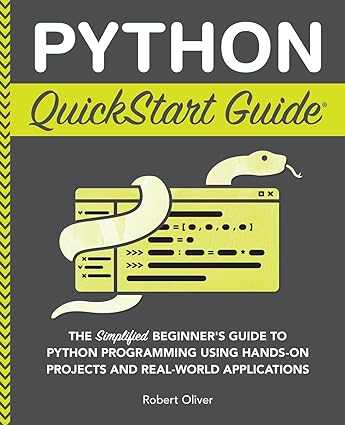 PYTHON
QuickStart Guide®
= [ • , • , • , • ]
= •
>>>
>>> - : - = - * -
>>>
THE Simplified BEGINNER'S GUIDE TO
PYTHON PROGRAMMING USING HANDS-ON
PROJECTS AND REAL-WORLD APPLICATIONS
Robert Oliver